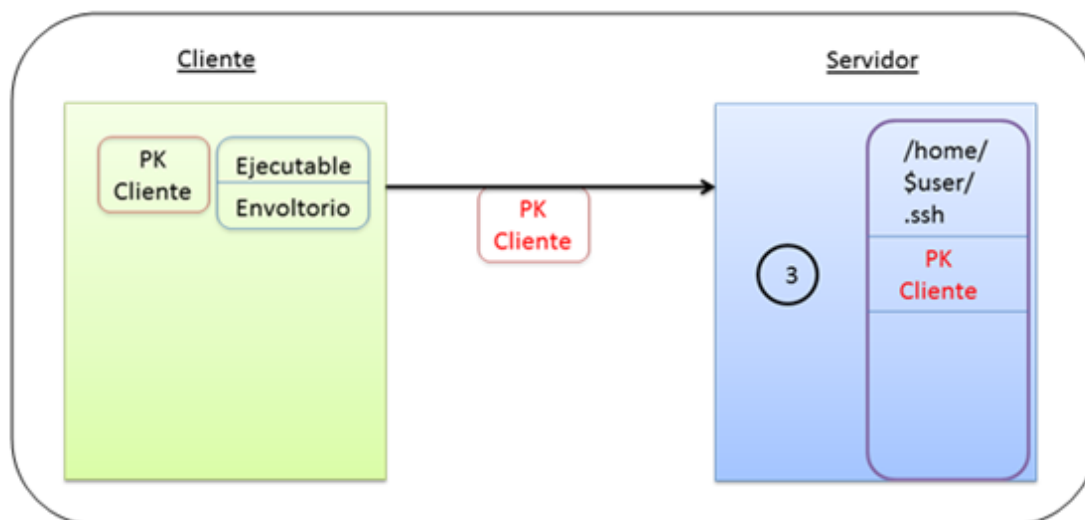 Cliente
Servidor
PK
Cliente
Ejecutable
Envoltorio
PK
Cliente
3
/home/
$user/
.ssh
PK
Cliente